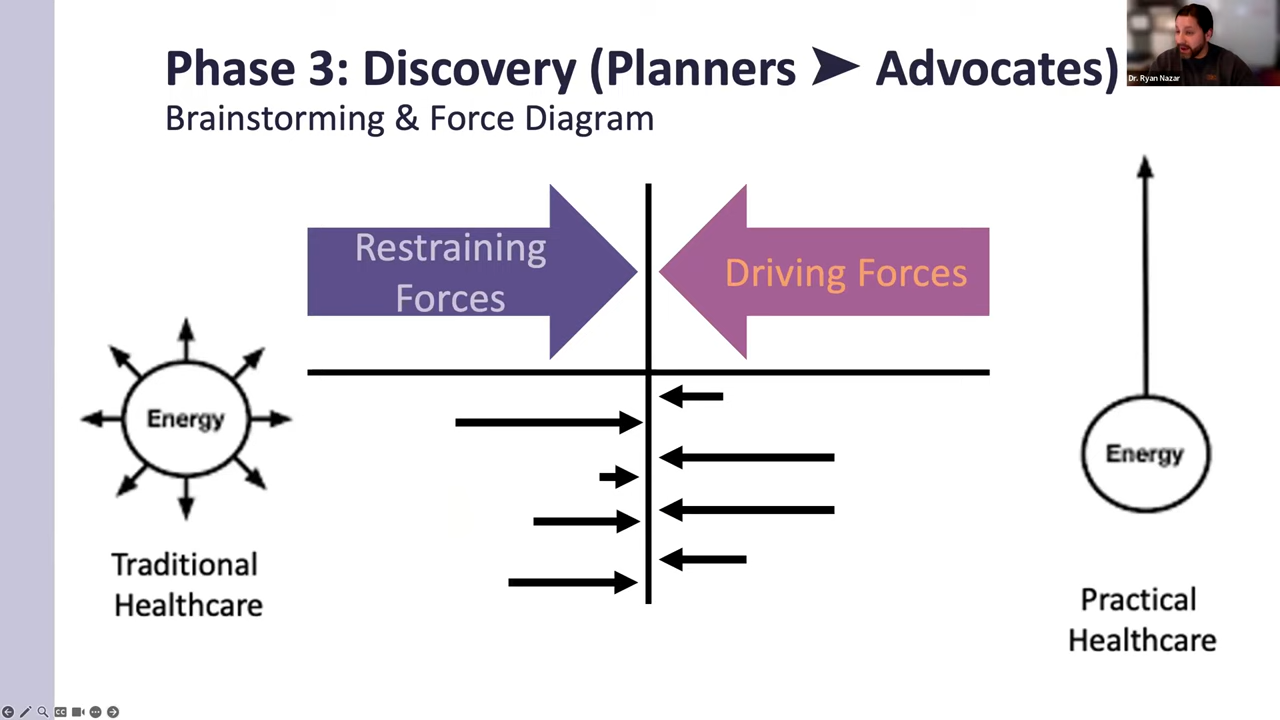 Phase 3: Discovery (Planners ➤ Advocates)
Brainstorming & Force Diagram
Dr. Ryan Nazar
Restraining
Forces
Driving Forces
Energy
Traditional
Healthcare
Energy
Practical
Healthcare
CC